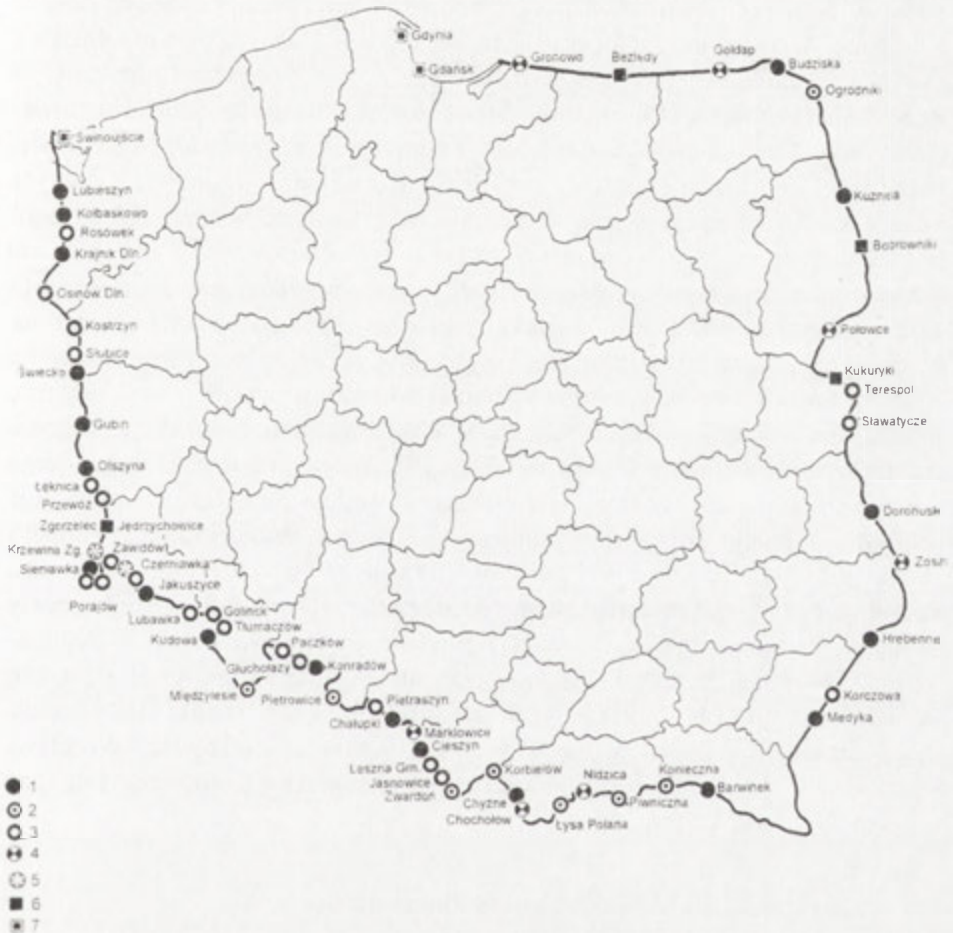 Gdynia
Gdańsk
Gronowo
Bezledy
Gołdap
Budziska
Ogrodniki
Świnoujście
Lubieszyn
Kołbaskowo
Rosówek
Krajnik Dln.
Osinów Dln.
Kostrzyn
Słubice
Świecko
Gubin
Olszyna
Łęknica
Przewóz
Zgorzelec
Jędrzychowice
Krzewina Zg.
Zawidów
Sieniawka
Czerniawka
Porajów
Jakuszyce
Lubawka
Golińsk
Tłumaczów
Kudowa
Paczków
Głuchołazy
Konradów
Międzylesie
Pietrowice
Pietraszyn
Chałupki
Marklowice
Cieszyn
Leszna Grn.
Jasnowice
Zwardoń
Korbielów
Chyżne
Chochołów
Nidzica
Łysa Polana
Piwniczna
Konieczna
Barwinek
Kuźnica
Bobrowniki
Połowce
Kukuryki
Terespol
Sławatycze
Dorohusk
Zosi
Hrebenne
Korczowa
Medyka
1
2
3
4
5
6
7